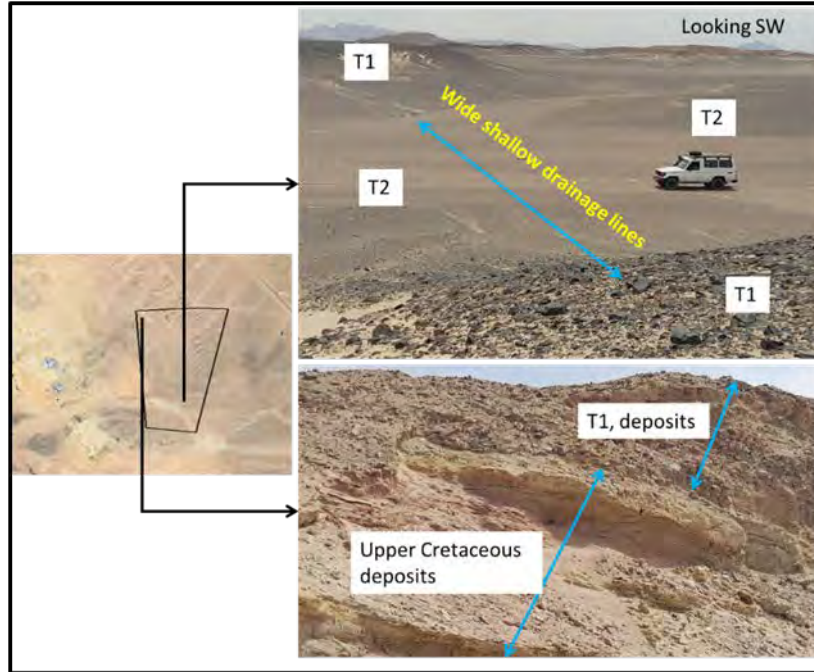 Looking SW
T1
Wide shallow drainage lines
T2
T2
T1
T1, deposits
Upper Cretaceous
deposits